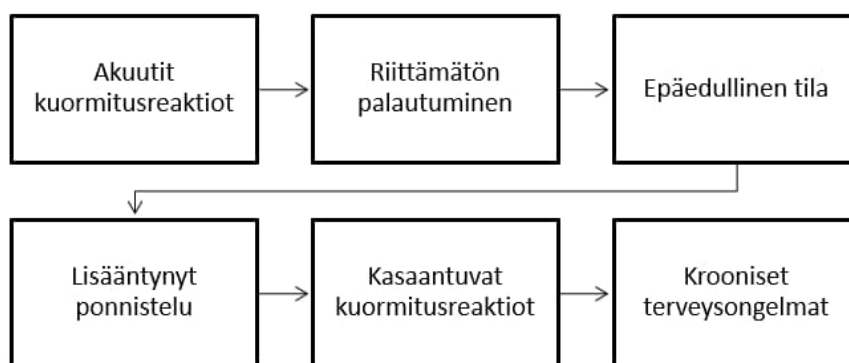 Akuutit
kuormitusreaktiot
Riittämätön
palautuminen
Epäedullinen tila
Lisääntynyt
ponnistelu
Kasaantuvat
kuormitusreaktiot
Krooniset
terveysongelmat